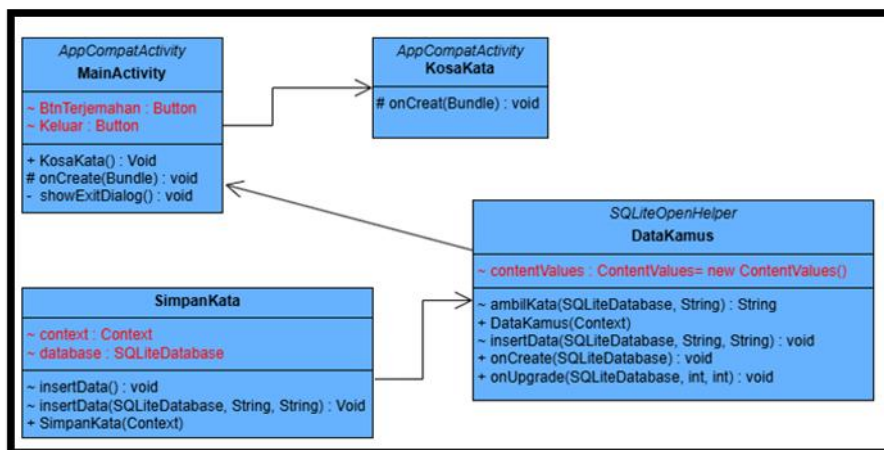 AppCompatActivity
MainActivity
~ BtnTerjemahan : Button
~ Keluar : Button
+ KosaKata() : Void
# onCreate(Bundle) : void
- showExitDialog() : void
AppCompatActivity
KosaKata
# onCreat(Bundle) : void
SQLiteOpenHelper
DataKamus
~ contentValues : ContentValues= new ContentValues()
~ ambilKata(SQLiteDatabase, String) : String
+ DataKamus(Context)
~ insertData(SQLiteDatabase, String, String) : void
+ onCreate(SQLiteDatabase) : void
+ onUpgrade(SQLiteDatabase, int, int) : void
SimpanKata
~ context : Context
~ database : SQLiteDatabase
~ insertData() : void
~ insertData(SQLiteDatabase, String, String) : Void
+ SimpanKata(Context)